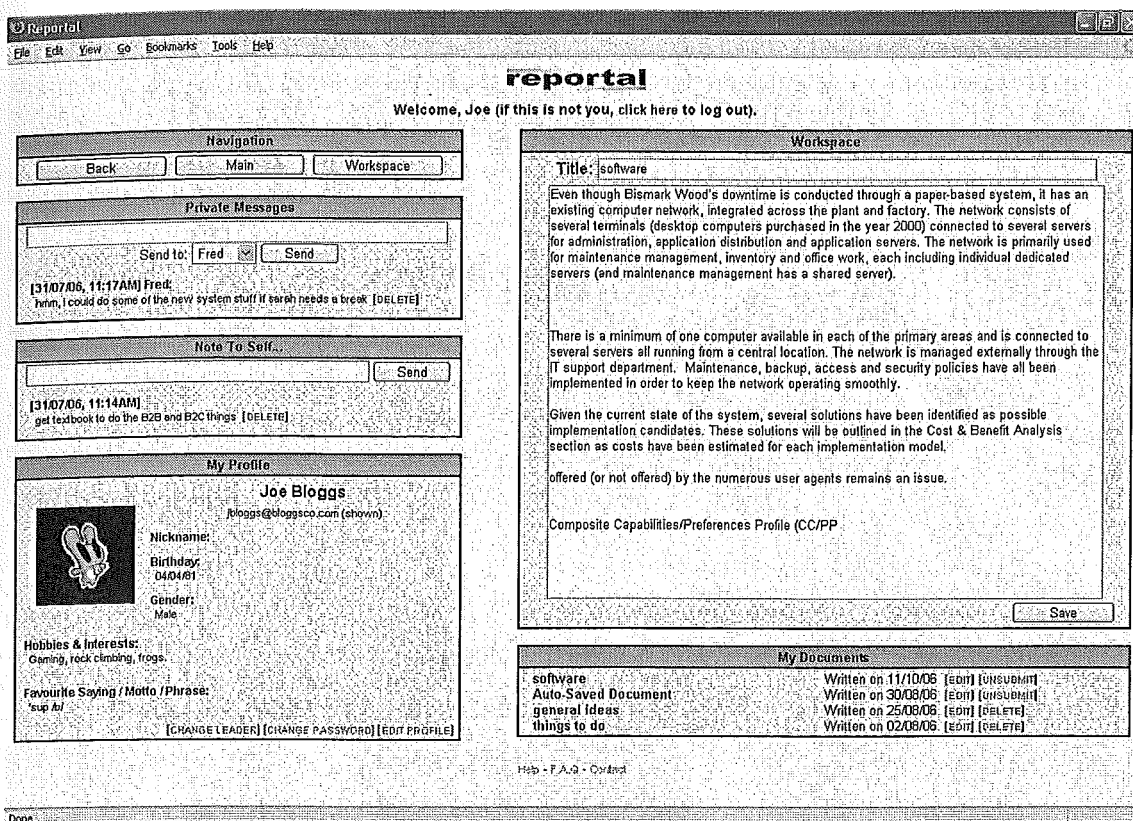 Reportal
File Edit View Go Bookmarks Tools Help
reportal
Welcome, Joe (if this is not you, click here to log out).
Navigation
Back Main Workspace
Private Messages
Send to: Fred Send
[31/07/06, 11:17AM] Fred:
hmm, I could do some of the new system stuff if sarah needs a break [DELETE]
Note To Self...
Send
[31/07/06, 11:14AM]
get textbook to do the B2B and B2C things [DELETE]
My Profile
Joe Bloggs
jbloggs@bloggsco.com (shown)
Nickname:
Birthday:
04/04/81
Gender:
Male
Hobbies & Interests:
Gaming, rock climbing, frogs.
Favourite Saying / Motto / Phrase:
'sup /b/
[CHANGE LEADER] [CHANGE PASSWORD] [EDIT PROFILE]
Workspace
Title: software
Even though Bismark Wood's downtime is conducted through a paper-based system, it has an
existing computer network, integrated across the plant and factory. The network consists of
several terminals (desktop computers purchased in the year 2000) connected to several servers
for administration, application distribution and application servers. The network is primarily used
for maintenance management, inventory and office work, each including individual dedicated
servers (and maintenance management has a shared server).
There is a minimum of one computer available in each of the primary areas and is connected to
several servers all running from a central location. The network is managed externally through the
IT support department. Maintenance, backup, access and security policies have all been
implemented in order to keep the network operating smoothly.
Given the current state of the system, several solutions have been identified as possible
implementation candidates. These solutions will be outlined in the Cost & Benefit Analysis
section as costs have been estimated for each implementation model.
offered (or not offered) by the numerous user agents remains an issue.
Composite Capabilities/Preferences Profile (CC/PP
Save
My Documents
software Written on 11/10/06 [EDIT] [UNSUBMIT]
Auto-Saved Document Written on 30/08/06 [EDIT] [UNSUBMIT]
general ideas Written on 25/08/06 [EDIT] [DELETE]
things to do Written on 02/08/06 [EDIT] [DELETE]
Help - F.A.Q - Contact
Done